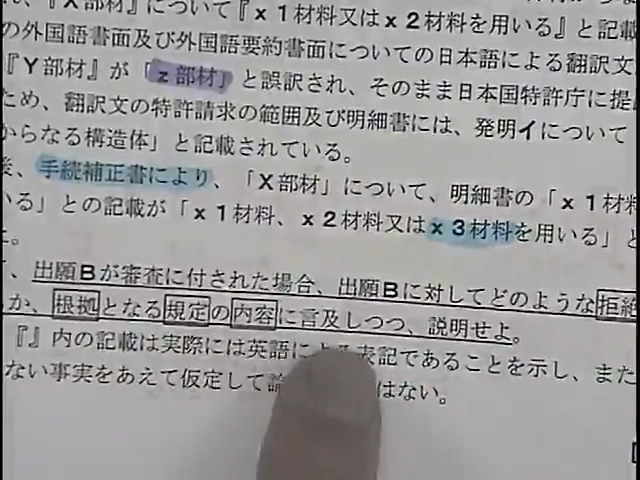 『X部材』について『x1材料又はx2材料を用いる』と記載
の外国語書面及び外国語要約書面についての日本語による翻訳文
『Y部材』が「z部材」と誤訳され、そのまま日本国特許庁に提
ため、翻訳文の特許請求の範囲及び明細書には、発明イについて
からなる構造体」と記載されている。
後、手続補正書により、「X部材」について、明細書の「x1材料
いる」との記載が「x1材料、x2材料又はx3材料を用いる」と
た。
、出願Bが審査に付された場合、出願Bに対してどのような拒絶
か、根拠となる規定の内容に言及しつつ、説明せよ。
『』内の記載は実際には英語による表記であることを示し、また
ない事実をあえて仕定して論 はない。